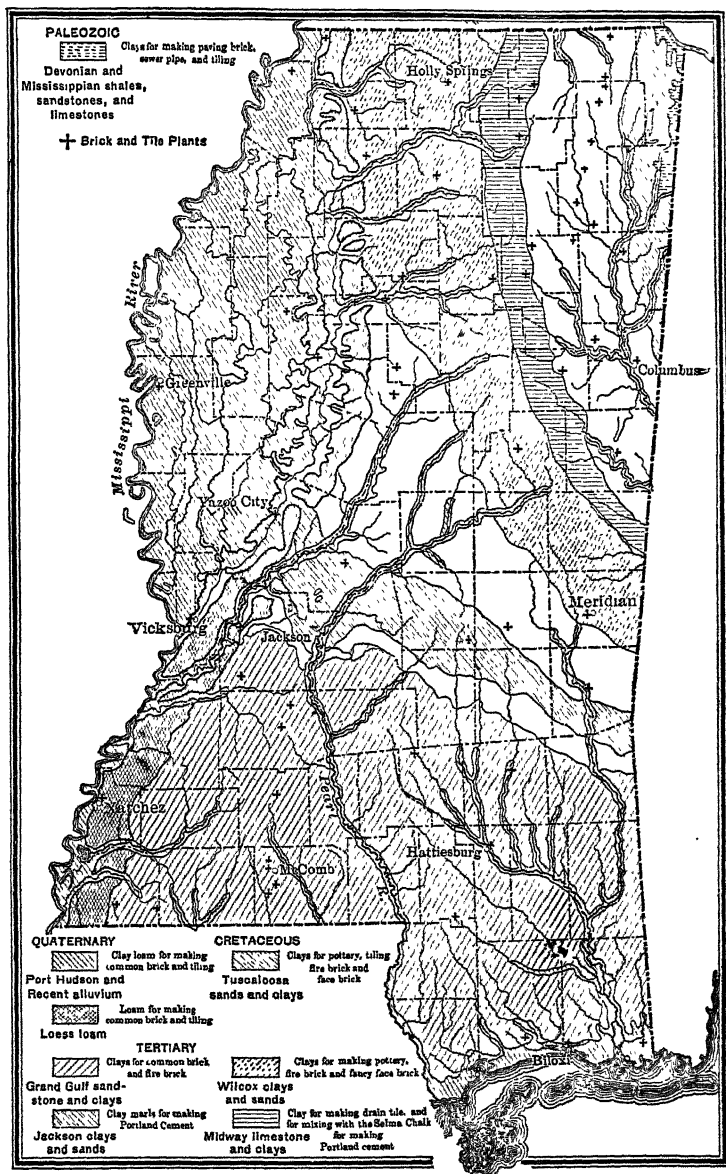 PALEOZOIC
Clays for making paving brick,
sewer pipe, and tiling
Devonian and
Mississippian shales,
sandstones, and
limestones
Brick and Tile Plants
Holly Springs
Mississippi River
Greenville
Columbus
Yazoo City
Meridian
Vicksburg
Jackson
Natchez
Pearl R.
Hattiesburg
McComb
Biloxi
QUATERNARY
Clay loam for making
common brick and tiling
Port Hudson and
Recent alluvium
Loam for making
common brick and tiling
Loess loam
CRETACEOUS
Clays for pottery, tiling
fire brick and
face brick
Tuscaloosa
sands and clays
TERTIARY
Clays for common brick
and fire brick
Grand Gulf sand-
stone and clays
Clay marls for making
Portland Cement
Jackson clays
and sands
Clays for making pottery,
fire brick and fancy face brick
Wilcox clays
and sands
Clay for making drain tile, and
for mixing with the Selma Chalk
for making
Portland cement
Midway limestone
and clays